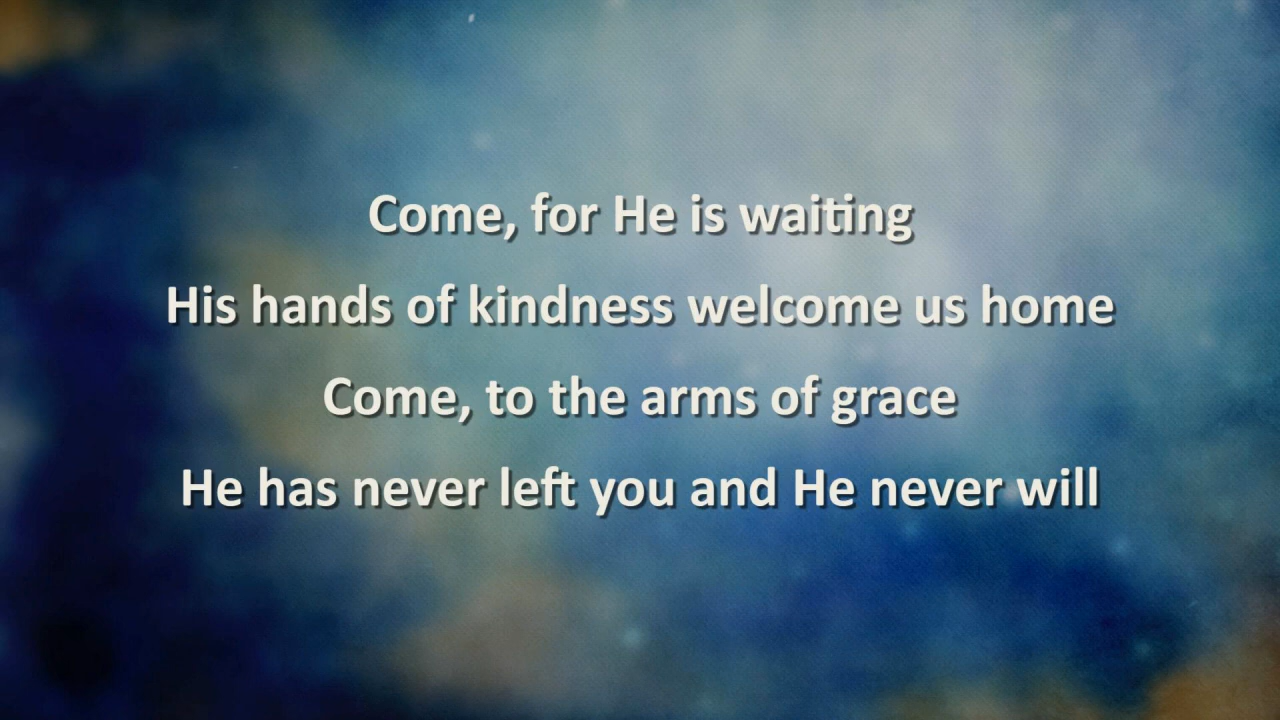 Come, for He is waiting
His hands of kindness welcome us home
Come, to the arms of grace
He has never left you and He never will